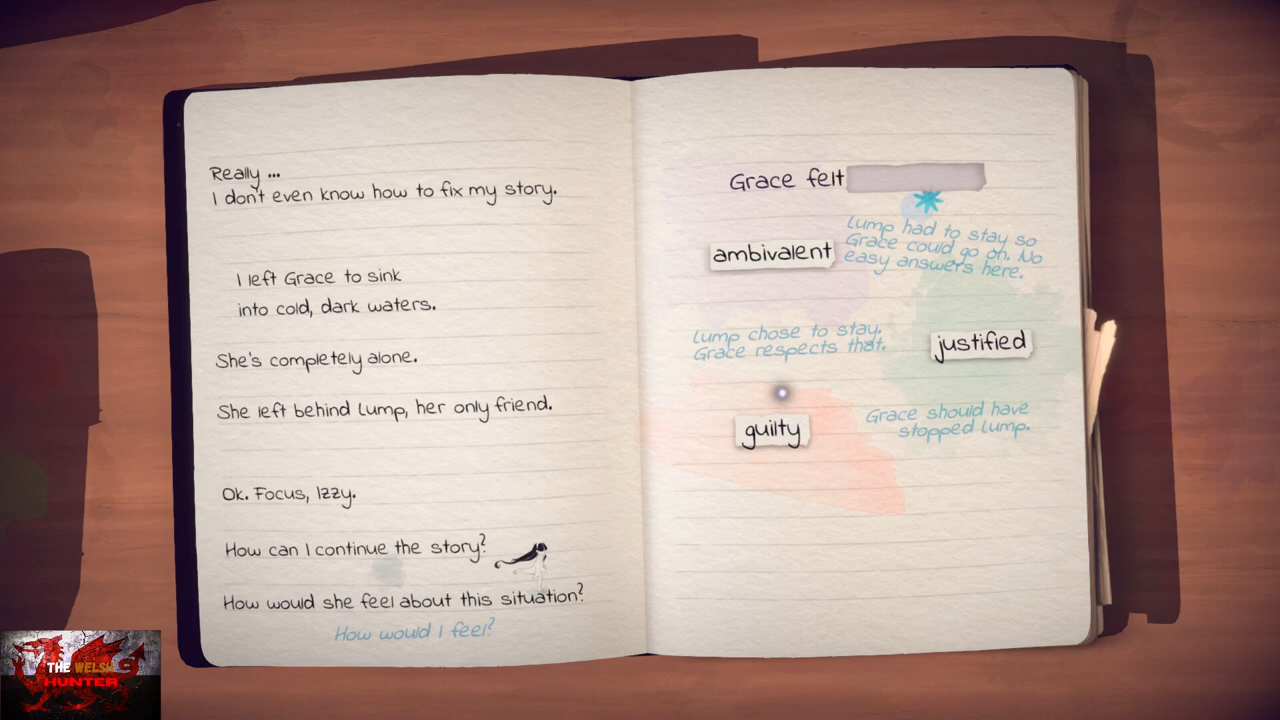 Really ...
I don't even know how to fix my story.
I left Grace to sink
into cold, dark waters.
She's completely alone.
She left behind Lump, her only friend.
Ok. Focus, Izzy.
How can I continue the story?
How would she feel about this situation?
How would I feel?
Grace felt
ambivalent
Lump had to stay so
Grace could go on. No
easy answers here.
Lump chose to stay.
Grace respects that.
justified
guilty
Grace should have
stopped Lump.
THE WELSH
HUNTER